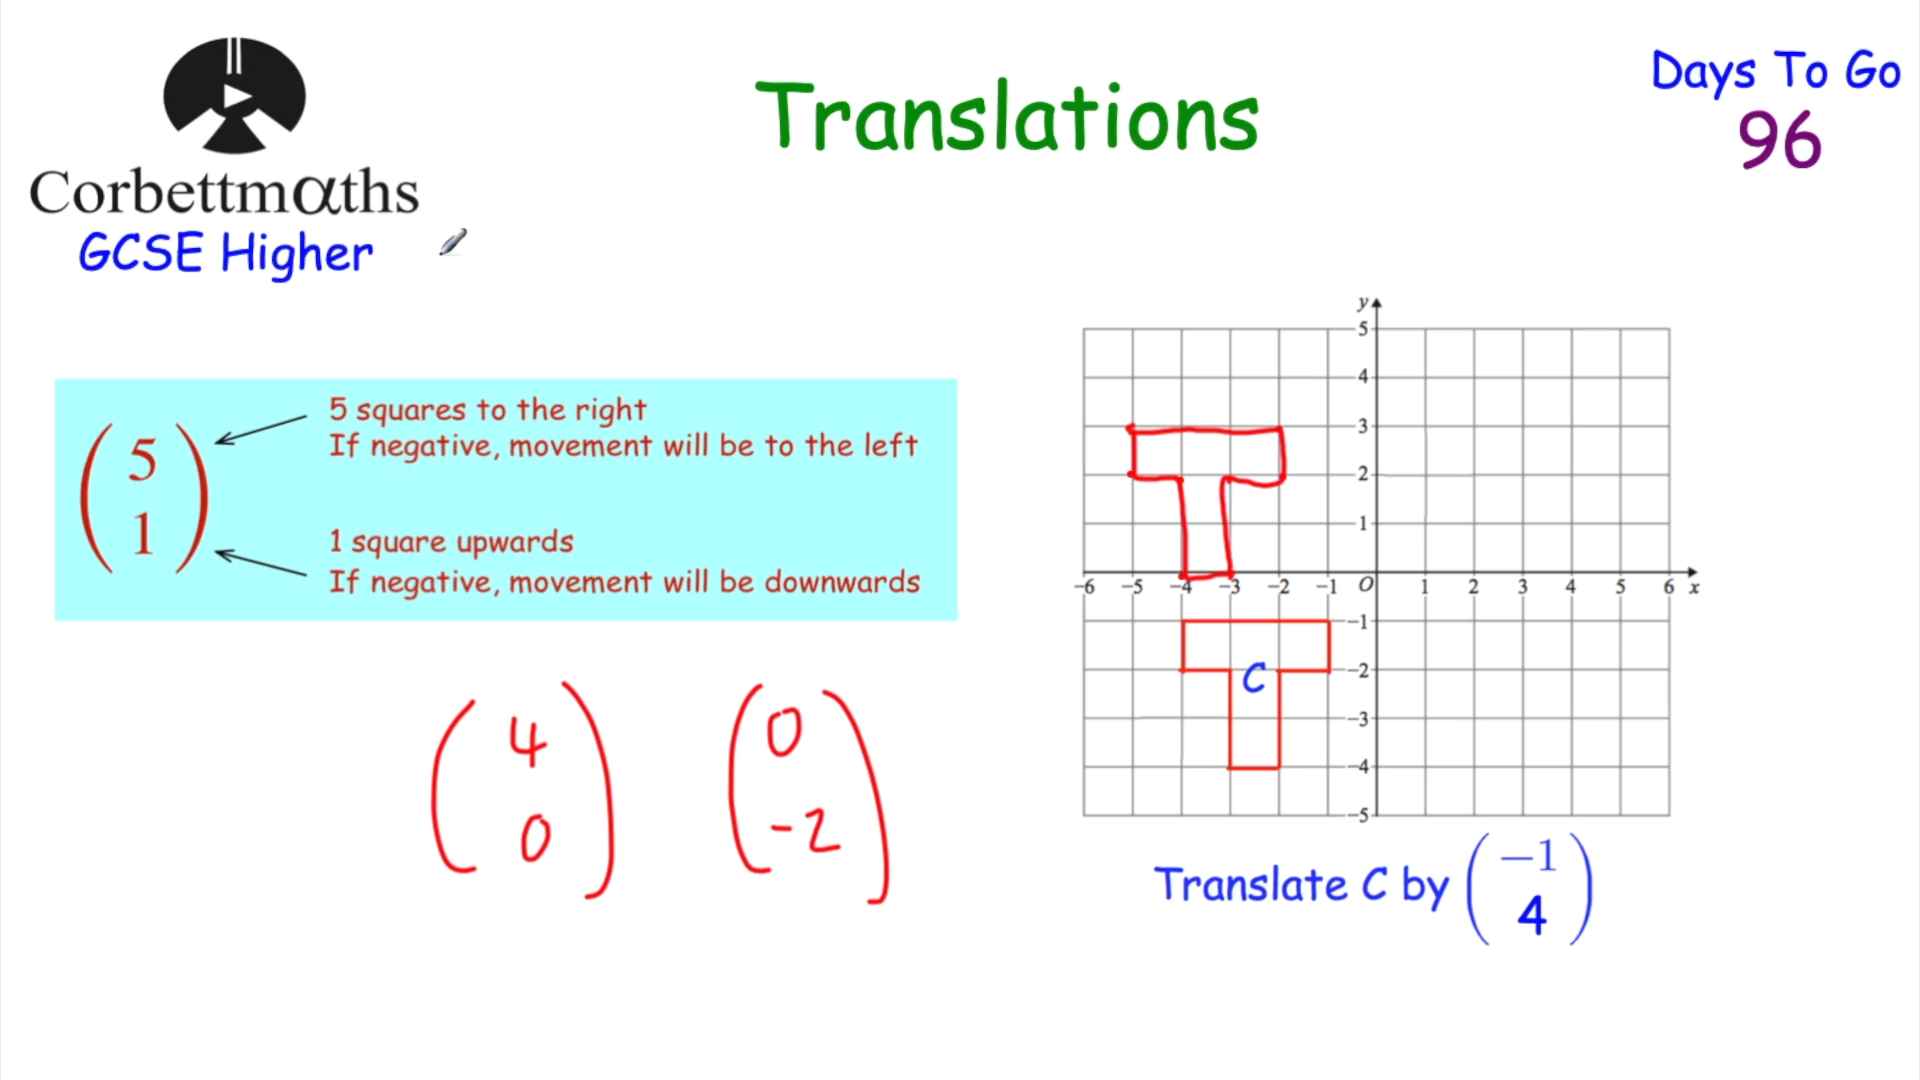 Corbettmαths
GCSE Higher
Translations
Days To Go
96
5
1
5 squares to the right
If negative, movement will be to the left
1 square upwards
If negative, movement will be downwards
4
0
0
-2
y
5
4
3
2
1
−6 −5 −4 −3 −2 −1 O 1 2 3 4 5 6 x
−1
−2
−3
−4
−5
C
Translate C by
−1
4